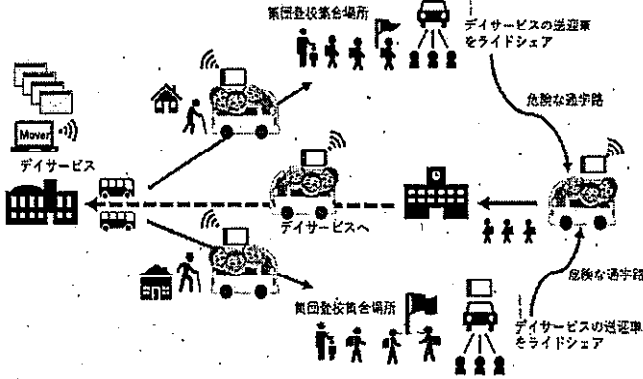 集団登校集合場所
デイサービスの送迎車
をライドシェア
危険な通学路
Mover
デイサービス
デイサービスへ
危険な通学路
集団登校集合場所
デイサービスの送迎車
をライドシェア